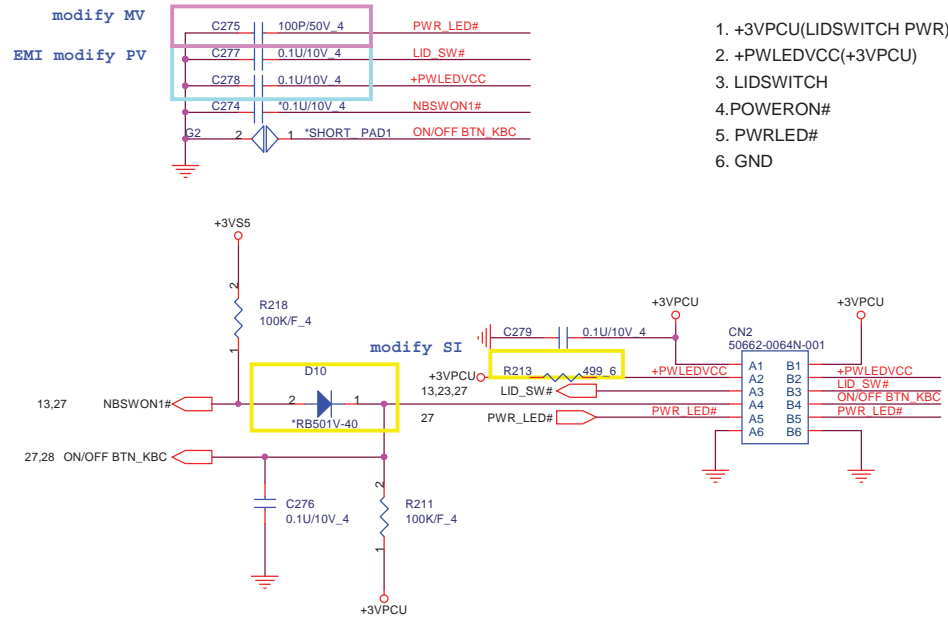 modify MV
C275 100P/50V_4 PWR_LED#
EMI modify PV
C277 0.1U/10V_4 LID_SW#
C278 0.1U/10V_4 +PWLEDVCC
C274 *0.1U/10V_4 NBSWON1#
G2 2 1 *SHORT_PAD1 ON/OFF BTN_KBC
1. +3VPCU(LIDSWITCH PWR)
2. +PWLEDVCC(+3VPCU)
3. LIDSWITCH
4.POWERON#
5. PWRLED#
6. GND
+3VS5
2
R218
100K/F_4
1
modify SI
D10
2 1
*RB501V-40
13,27 NBSWON1#
27,28 ON/OFF BTN_KBC
C276
0.1U/10V_4
2
R211
100K/F_4
1
+3VPCU
+3VPCU
C279 0.1U/10V_4
+3VPCU R213 499_6 +PWLEDVCC
13,23,27 LID_SW#
27 PWR_LED# PWR_LED#
+3VPCU
CN2
50662-0064N-001
A1 B1
A2 B2 +PWLEDVCC
A3 B3 LID_SW#
A4 B4 ON/OFF BTN_KBC
A5 B5 PWR_LED#
A6 B6